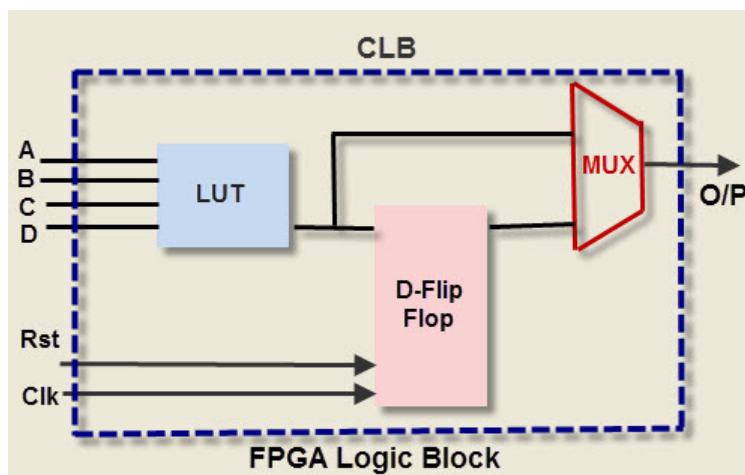 CLB
A
B
C
D
LUT
MUX
O/P
D-Flip
Flop
Rst
Clk
FPGA Logic Block